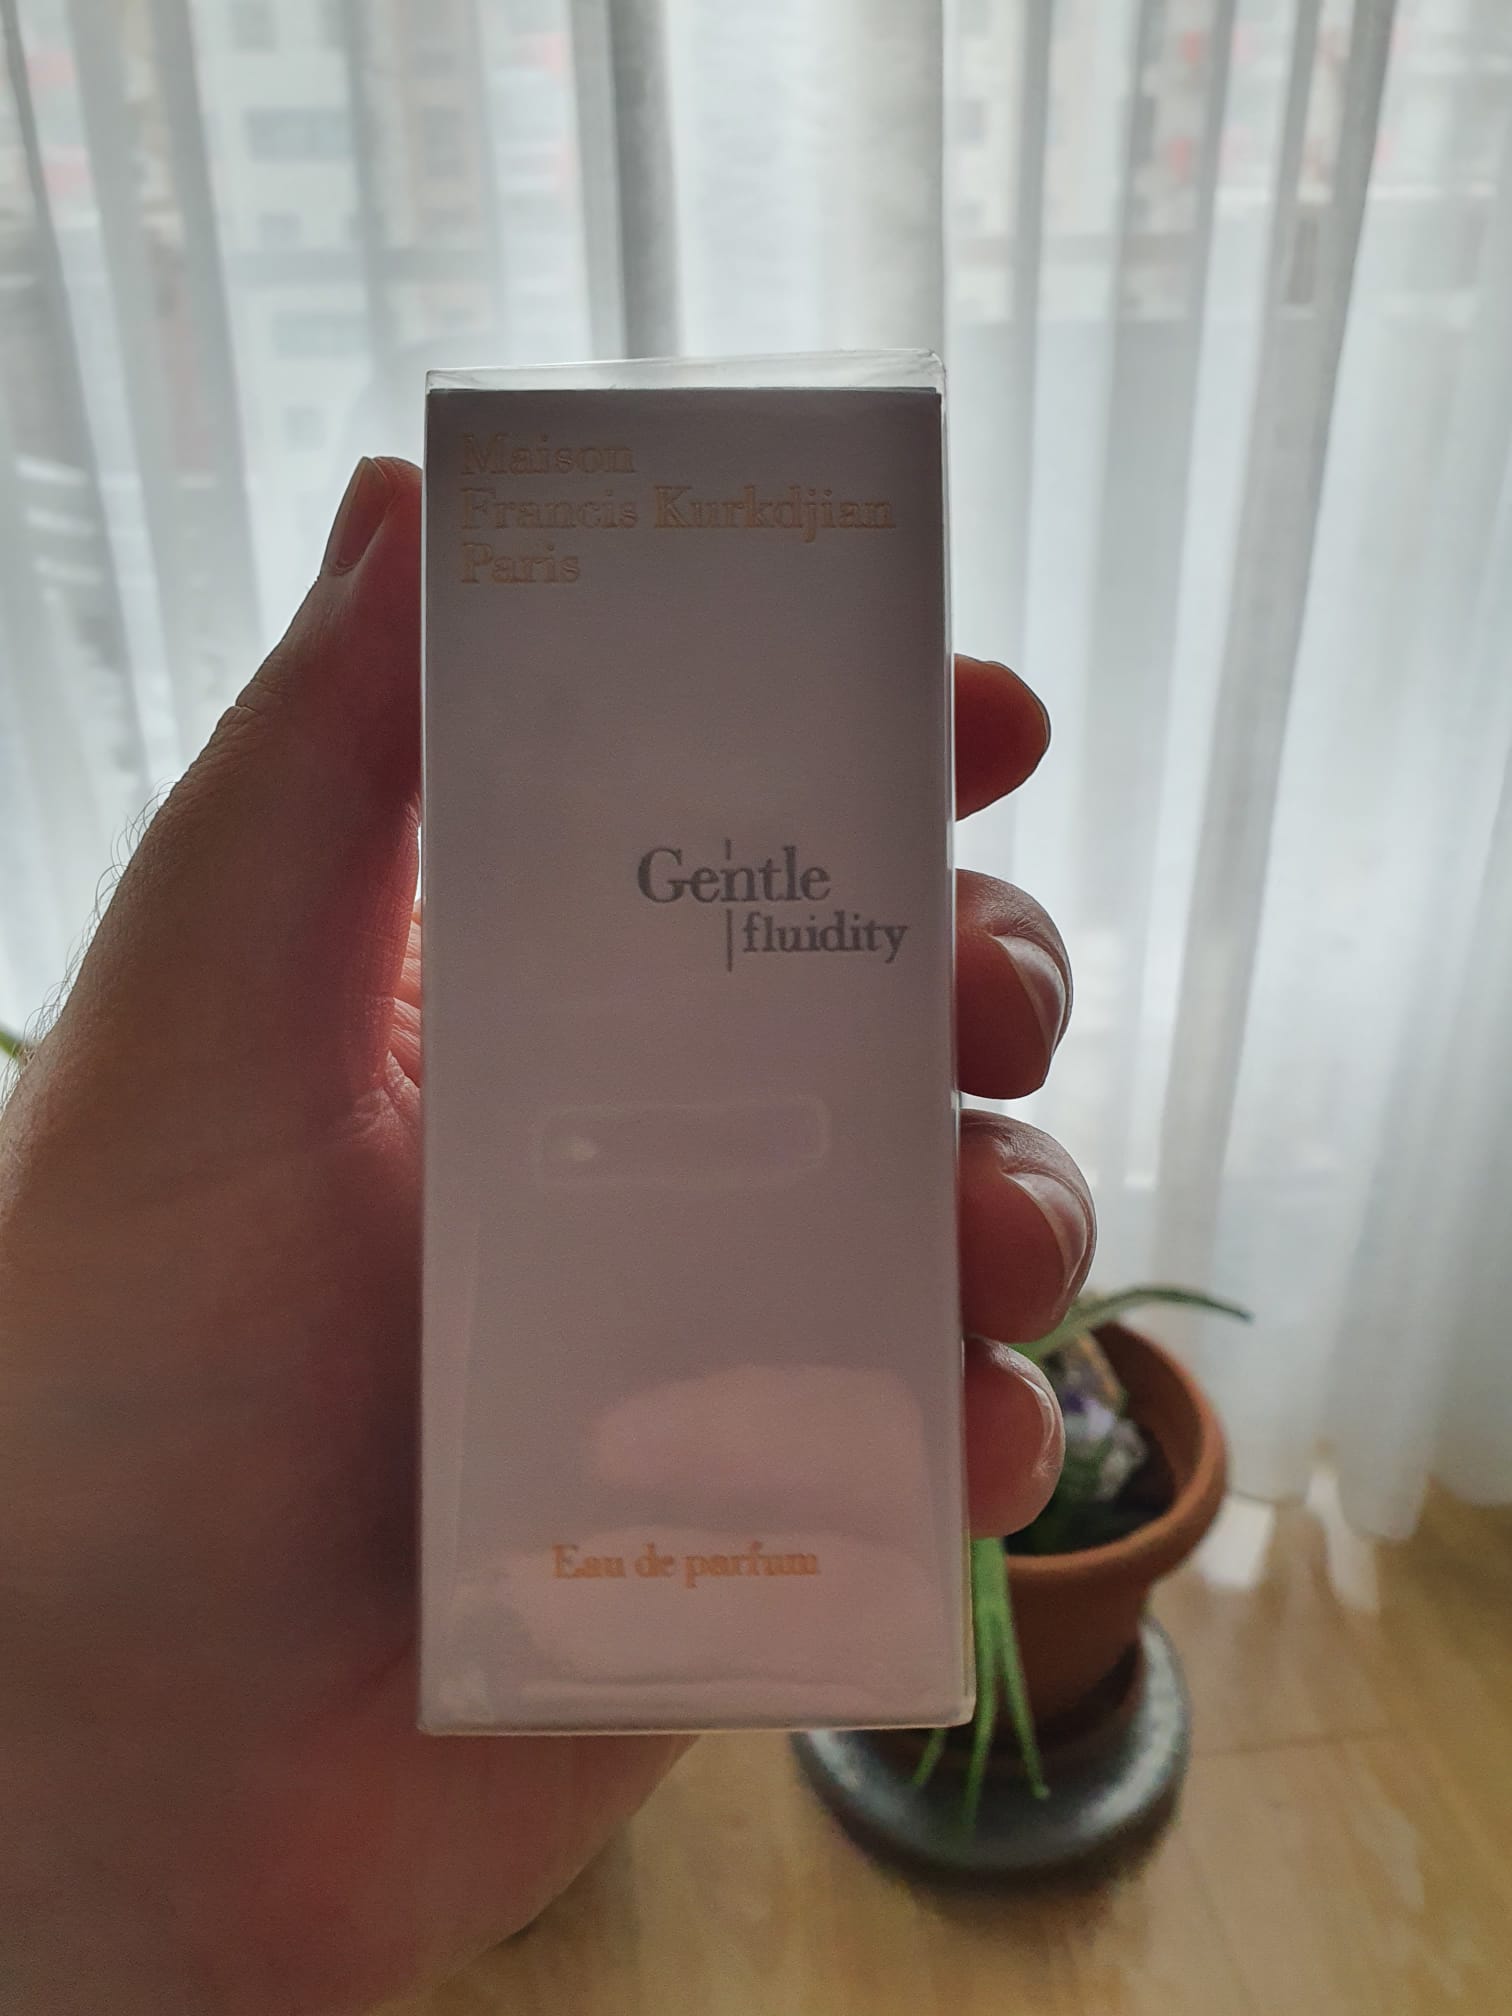 Maison
Francis Kurkdjian
Paris
Gentle
fluidity
Eau de parfum